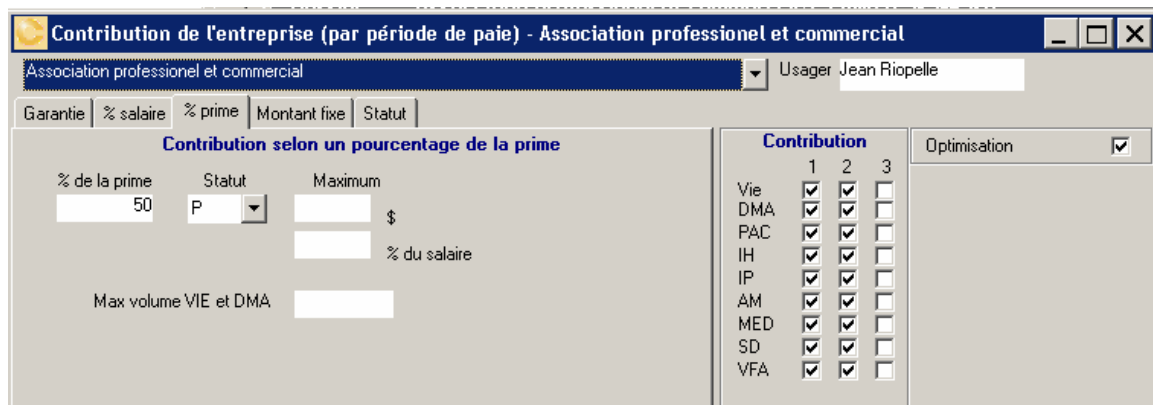 Contribution de l'entreprise (par période de paie) - Association professionel et commercial
Association professionel et commercial
Usager Jean Riopelle
Garantie % salaire % prime Montant fixe Statut
Contribution selon un pourcentage de la prime
% de la prime Statut Maximum
50 P $
% du salaire
Max volume VIE et DMA
Contribution
1 2 3
Vie
DMA
PAC
IH
IP
AM
MED
SD
VFA
Optimisation